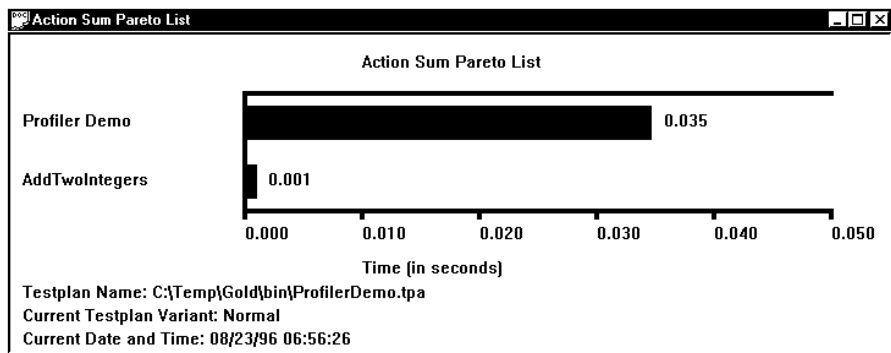 Action Sum Pareto List
Action Sum Pareto List
Profiler Demo 0.035
AddTwoIntegers 0.001
0.000 0.010 0.020 0.030 0.040 0.050
Time (in seconds)
Testplan Name: C:\Temp\Gold\bin\ProfilerDemo.tpa
Current Testplan Variant: Normal
Current Date and Time: 08/23/96 06:56:26